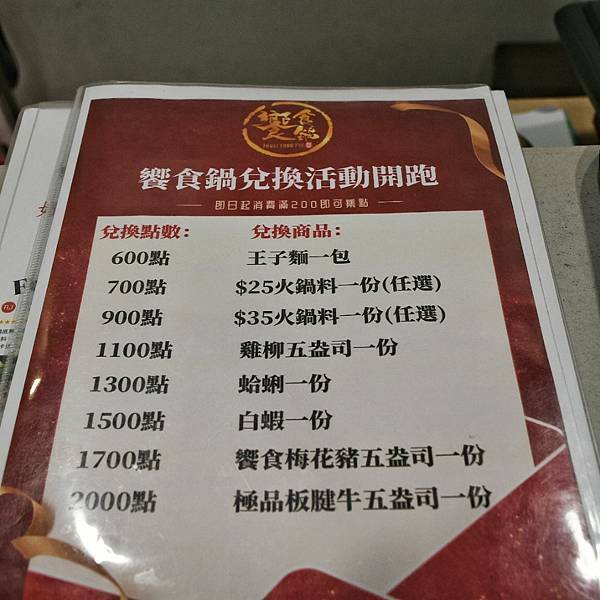 饗食鍋
饗食鍋兌換活動開跑
即日起消費滿200即可集點
兌換點數: 兌換商品:
600點 王子麵一包
700點 $25火鍋料一份(任選)
900點 $35火鍋料一份(任選)
1100點 雞柳五盎司一份
1300點 蛤蜊一份
1500點 白蝦一份
1700點 饗食梅花豬五盎司一份
2000點 極品板腱牛五盎司一份